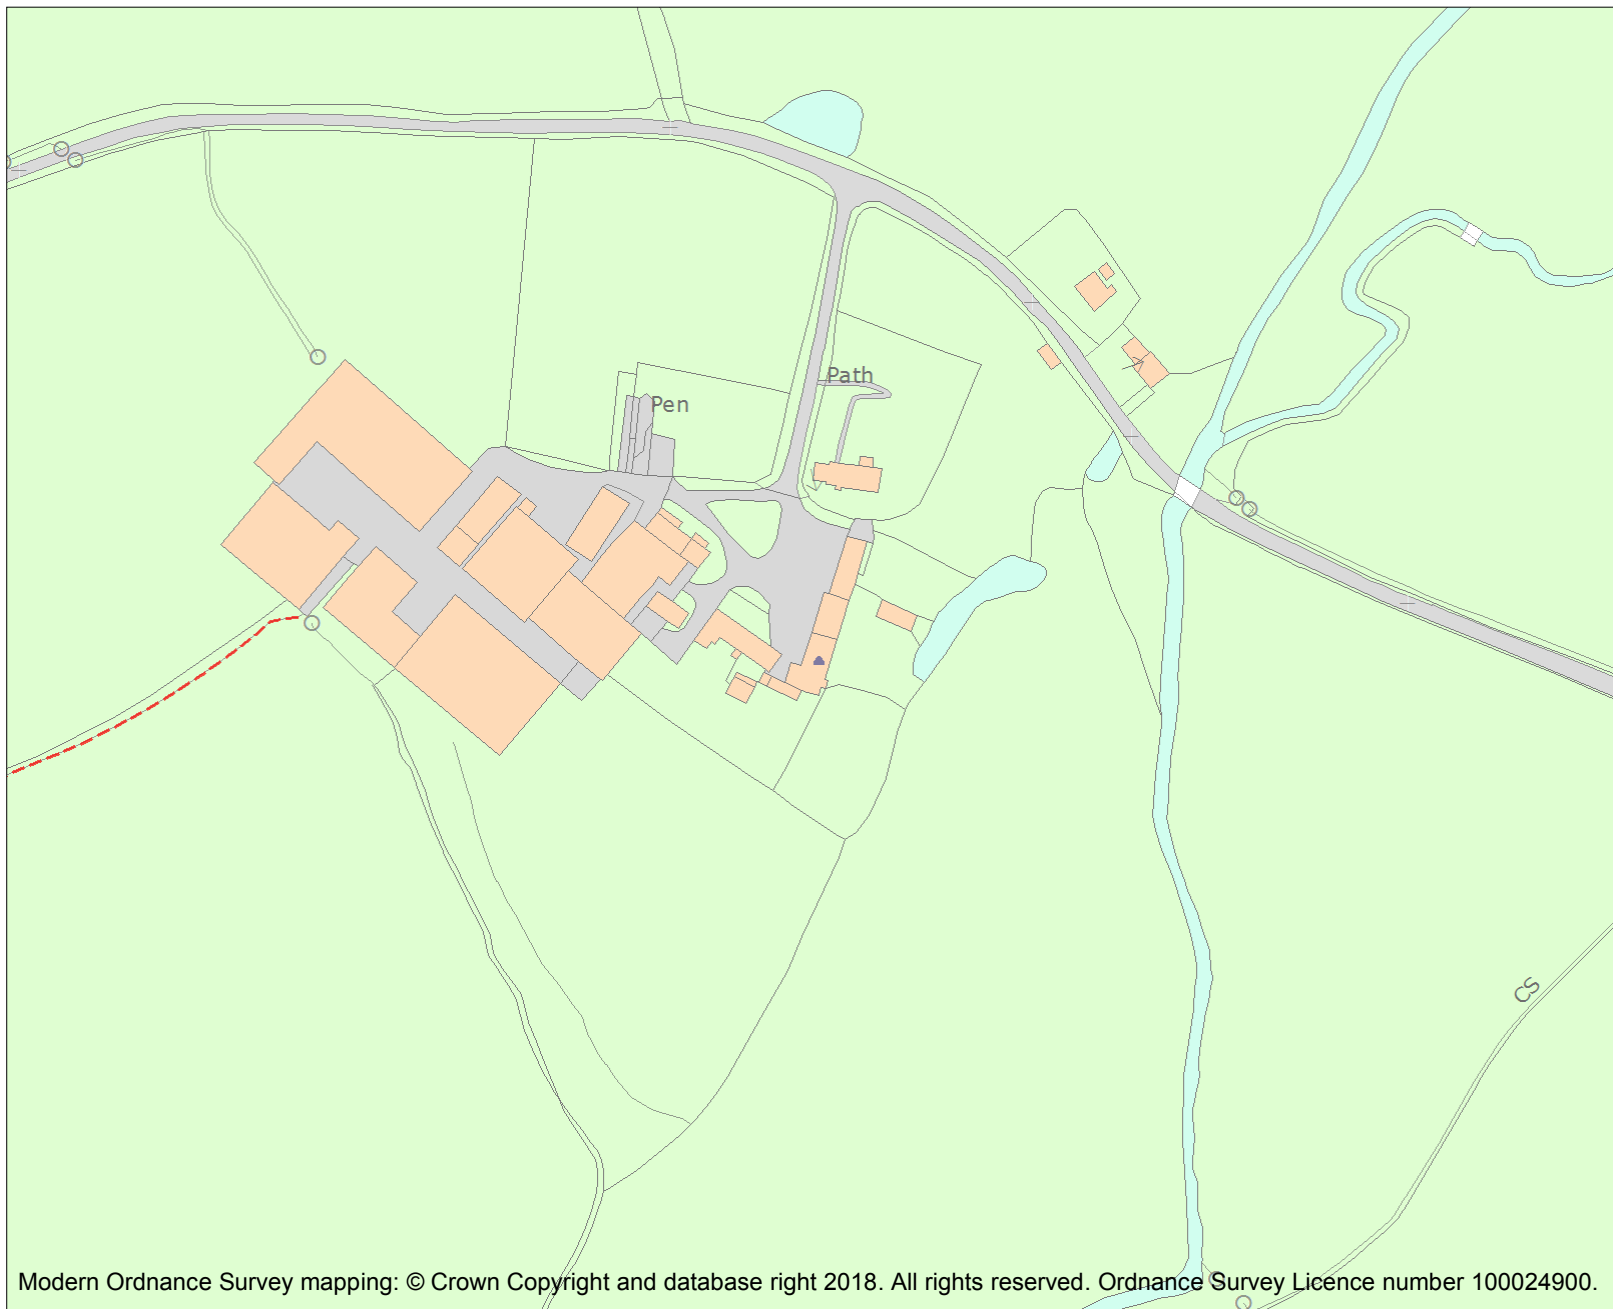 Path
Pen
CS
Modern Ordnance Survey mapping: © Crown Copyright and database right 2018. All rights reserved. Ordnance Survey Licence number 100024900.